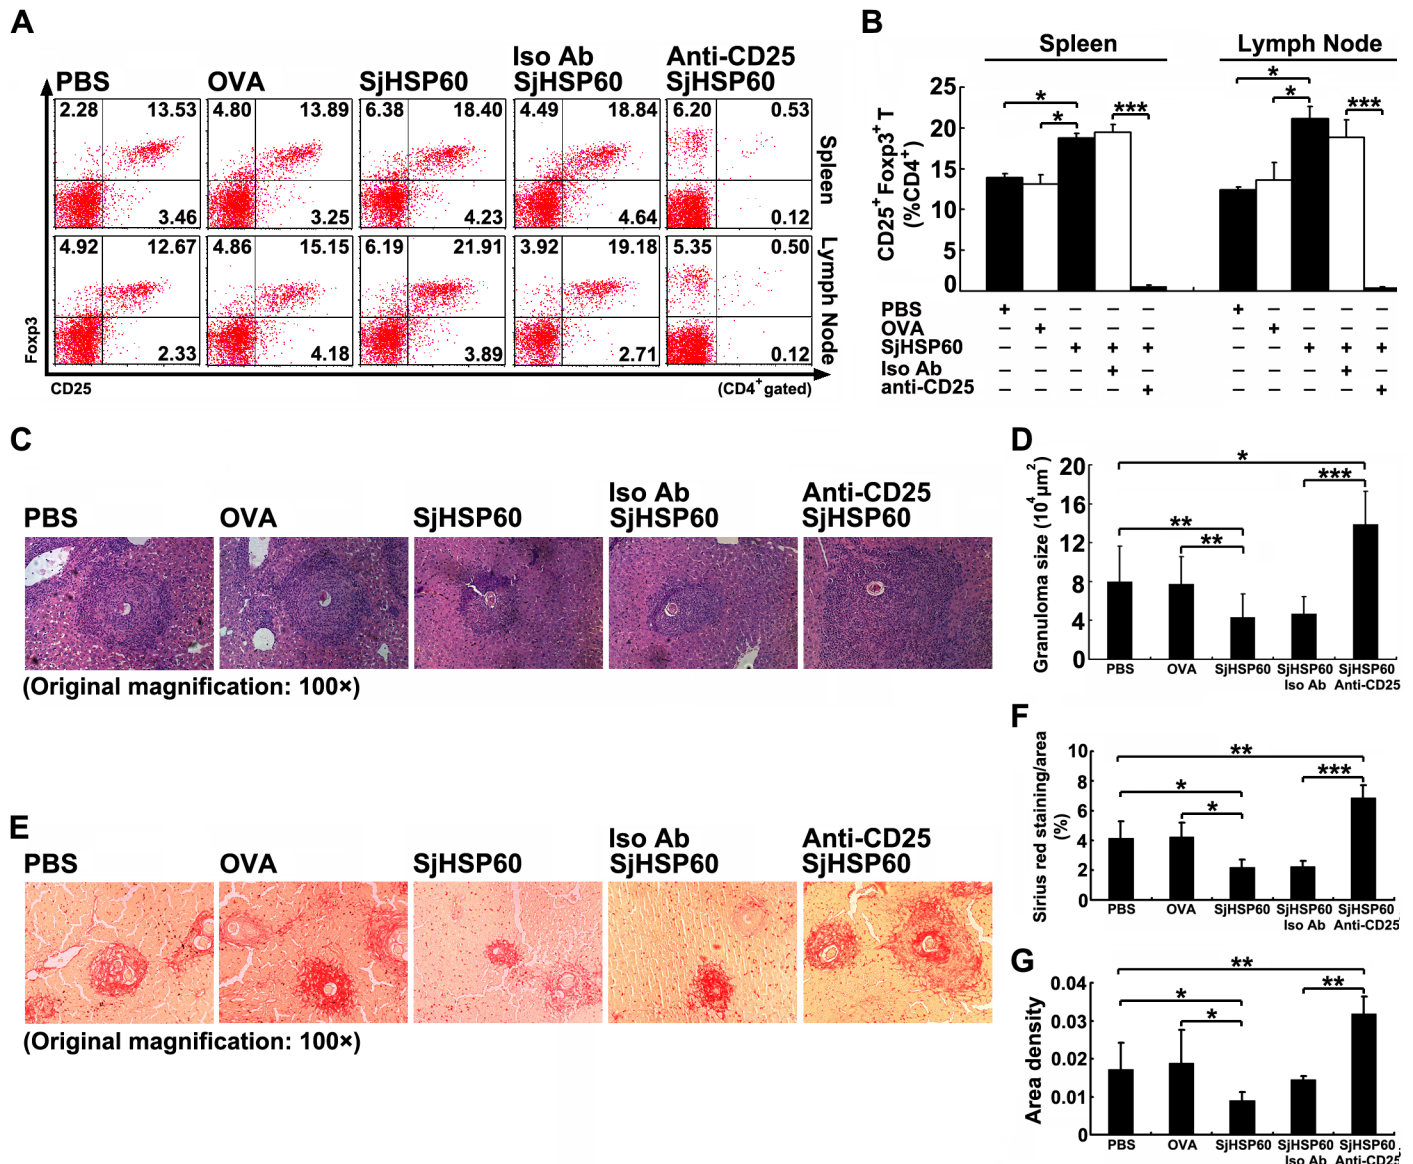 A
PBS
OVA
SjHSP60
Iso Ab
SjHSP60
Anti-CD25
SjHSP60
2.28 13.53 3.46
4.80 13.89 3.25
6.38 18.40 4.23
4.49 18.84 4.64
6.20 0.53 0.12
Spleen
4.92 12.67 2.33
4.86 15.15 4.18
6.19 21.91 3.89
3.92 19.18 2.71
5.35 0.50 0.12
Lymph Node
Foxp3
CD25
(CD4⁺gated)
B
Spleen
Lymph Node
CD25⁺Foxp3⁺T
(%CD4⁺)
25
20
15
10
5
0
* * ***
* * ***
PBS + − − − − + − − − −
OVA − + − − − − + − − −
SjHSP60 − − + + + − − + + +
Iso Ab − − − + − − − − + −
anti-CD25 − − − − + − − − − +
C
PBS
OVA
SjHSP60
Iso Ab
SjHSP60
Anti-CD25
SjHSP60
(Original magnification: 100×)
D
Granuloma size (10⁴μm²)
20
16
12
8
4
0
*
***
**
**
PBS OVA SjHSP60 SjHSP60 SjHSP60
Iso Ab Anti-CD25
E
PBS
OVA
SjHSP60
Iso Ab
SjHSP60
Anti-CD25
SjHSP60
(Original magnification: 100×)
F
Sirius red staining/area
(%)
10
8
6
4
2
0
**
***
*
*
PBS OVA SjHSP60 SjHSP60 SjHSP60
Iso Ab Anti-CD25
G
Area density
0.04
0.03
0.02
0.01
0
**
**
*
*
PBS OVA SjHSP60 SjHSP60 SjHSP60
Iso Ab Anti-CD25